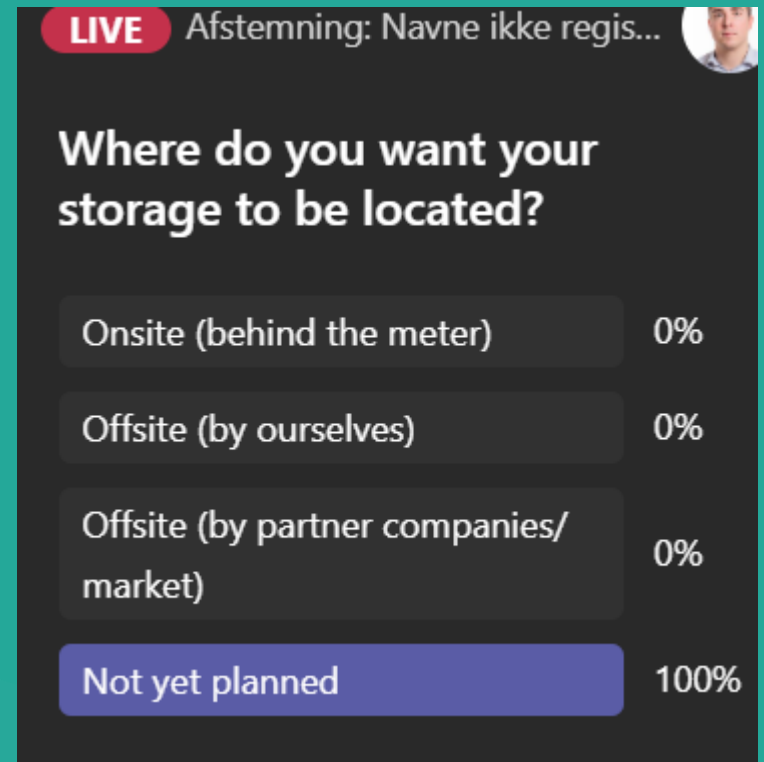 LIVE Afstemning: Navne ikke regis...
Where do you want your
storage to be located?
Onsite (behind the meter) 0%
Offsite (by ourselves) 0%
Offsite (by partner companies/
market) 0%
Not yet planned 100%